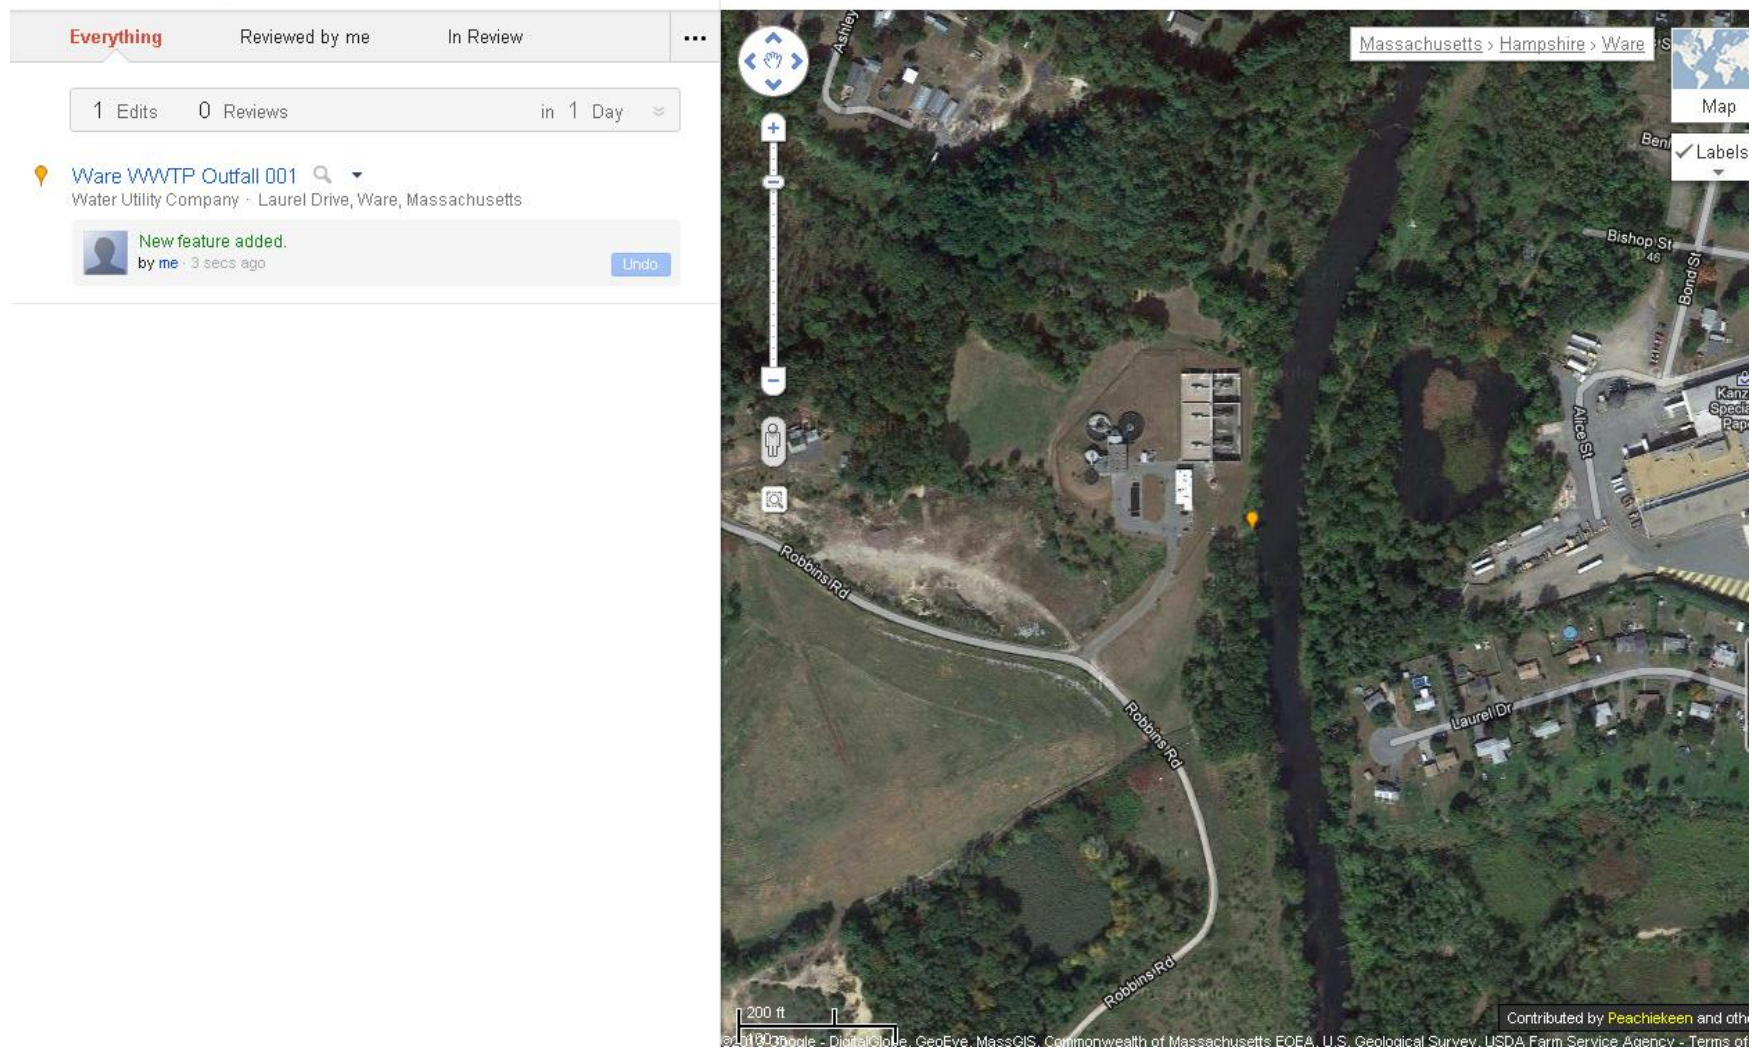 Everything
Reviewed by me
In Review
1 Edits 0 Reviews in 1 Day
Ware WWTP Outfall 001
Water Utility Company · Laurel Drive, Ware, Massachusetts
New feature added.
by me · 3 secs ago
Undo
Massachusetts › Hampshire › Ware
Map
Labels
Ashley
Bishop St
46
Bond St
Alice St
Robbins Rd
Robbins Rd
Laurel Dr
Robbins Rd
200 ft
Contributed by Peachiekeen and
Google - DigitalGlobe, GeoEye, MassGIS, Commonwealth of Massachusetts EOEA, U.S. Geological Survey, USDA Farm Service Agency - Terms of